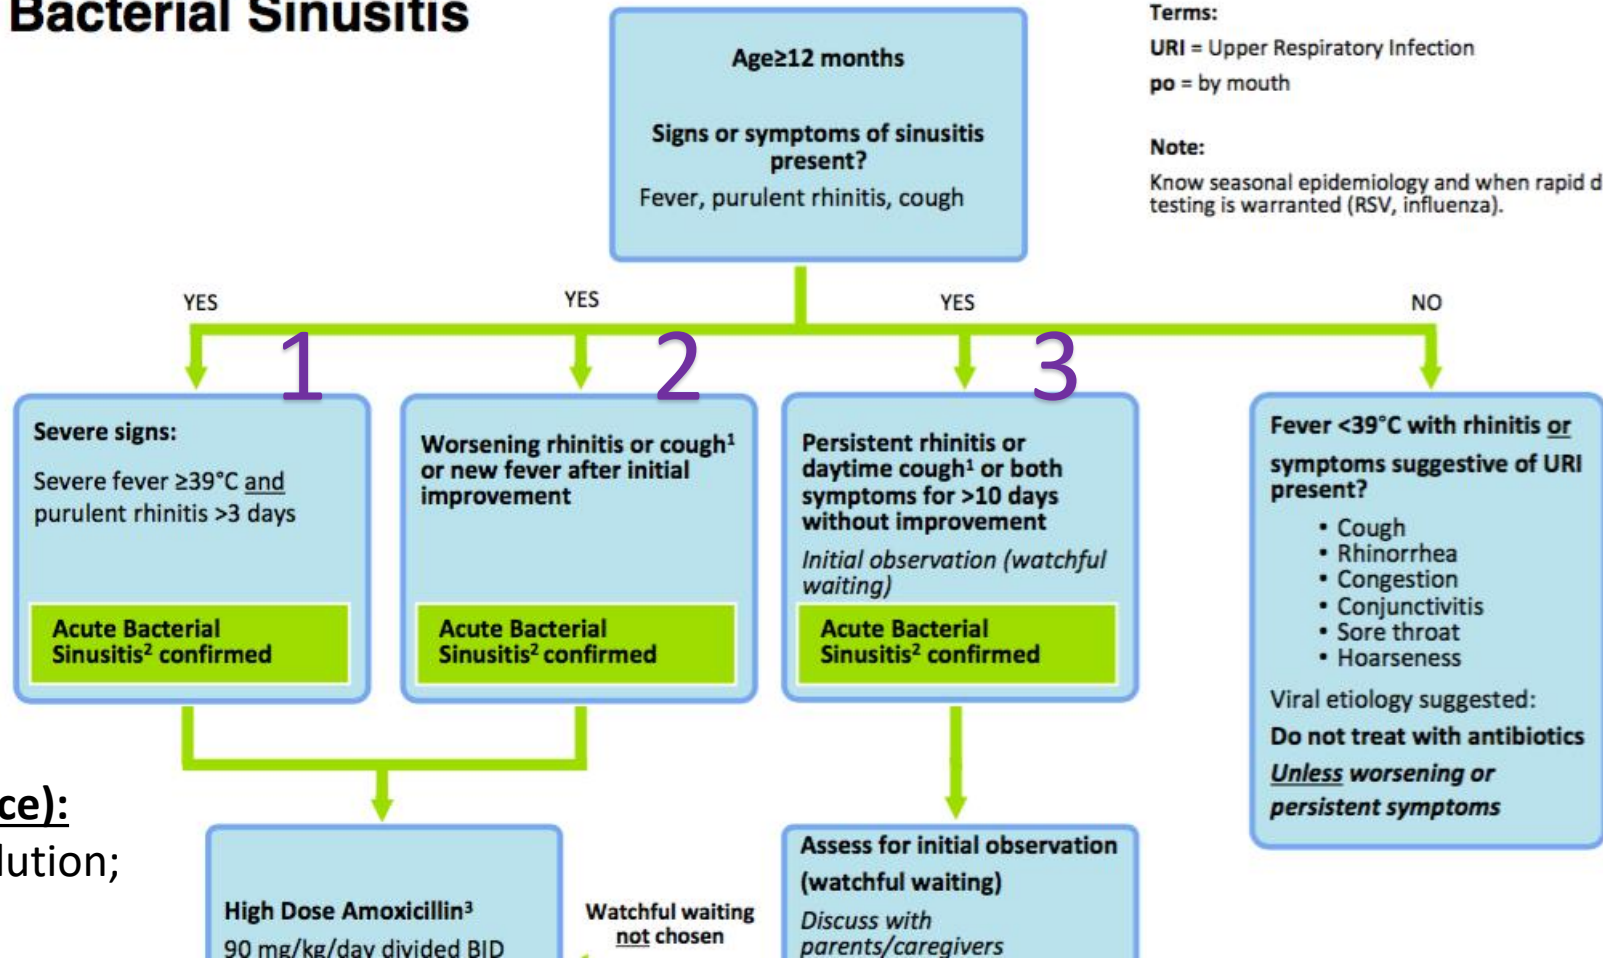 Bacterial Sinusitis
Age≥12 months
Signs or symptoms of sinusitis
present?
Fever, purulent rhinitis, cough
Terms:
URI = Upper Respiratory Infection
po = by mouth
Note:
Know seasonal epidemiology and when rapid
testing is warranted (RSV, influenza).
YES
YES
YES
NO
1
2
3
Severe signs:
Severe fever ≥39°C and
purulent rhinitis >3 days
Acute Bacterial
Sinusitis² confirmed
Worsening rhinitis or cough¹
or new fever after initial
improvement
Acute Bacterial
Sinusitis² confirmed
Persistent rhinitis or
daytime cough¹ or both
symptoms for >10 days
without improvement
Initial observation (watchful
waiting)
Acute Bacterial
Sinusitis² confirmed
Fever <39°C with rhinitis or
symptoms suggestive of URI
present?
• Cough
• Rhinorrhea
• Congestion
• Conjunctivitis
• Sore throat
• Hoarseness
Viral etiology suggested:
Do not treat with antibiotics
Unless worsening or
persistent symptoms
ce):
lution;
High Dose Amoxicillin³
90 mg/kg/day divided BID
Watchful waiting
not chosen
Assess for initial observation
(watchful waiting)
Discuss with
parents/caregivers